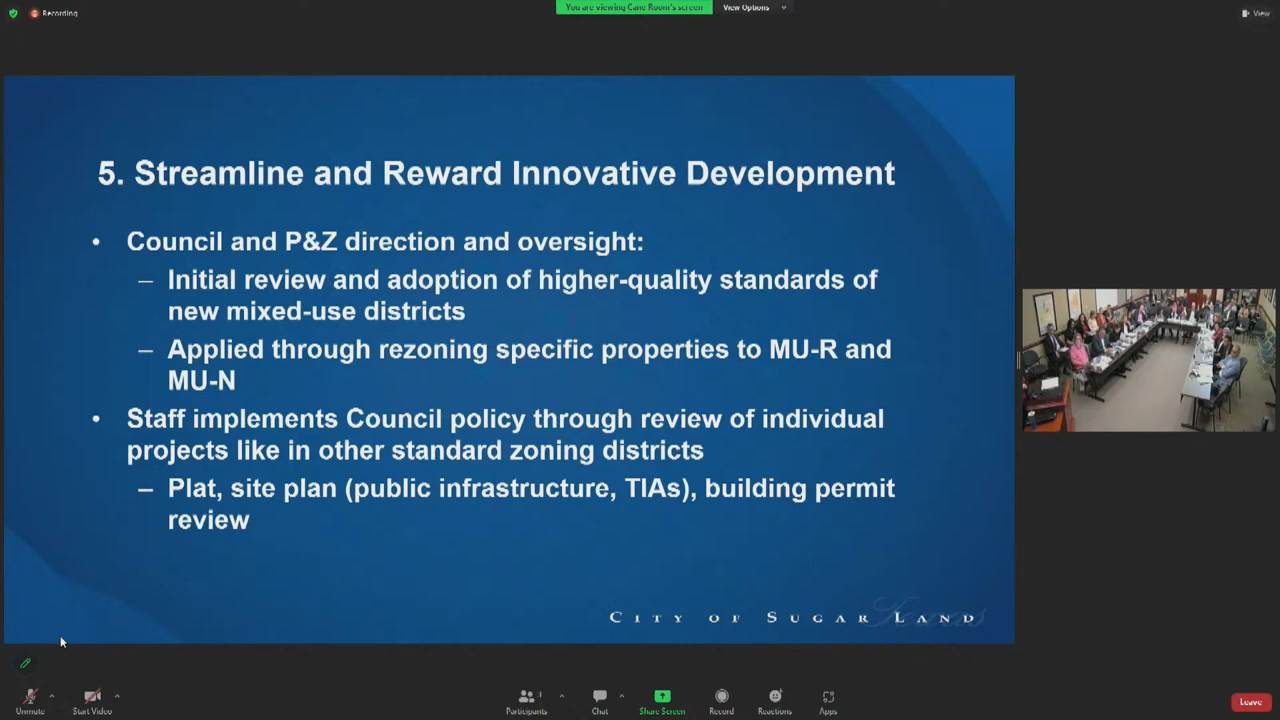 Recording
You are viewing Cane Room's screen
View Options
View
5. Streamline and Reward Innovative Development
• Council and P&Z direction and oversight:
– Initial review and adoption of higher-quality standards of
new mixed-use districts
– Applied through rezoning specific properties to MU-R and
MU-N
• Staff implements Council policy through review of individual
projects like in other standard zoning districts
– Plat, site plan (public infrastructure, TIAs), building permit
review
CITY OF SUGAR LAND
Texas
Unmute
Start Video
Participants
1
Chat
Share Screen
Record
Reactions
Apps
Leave